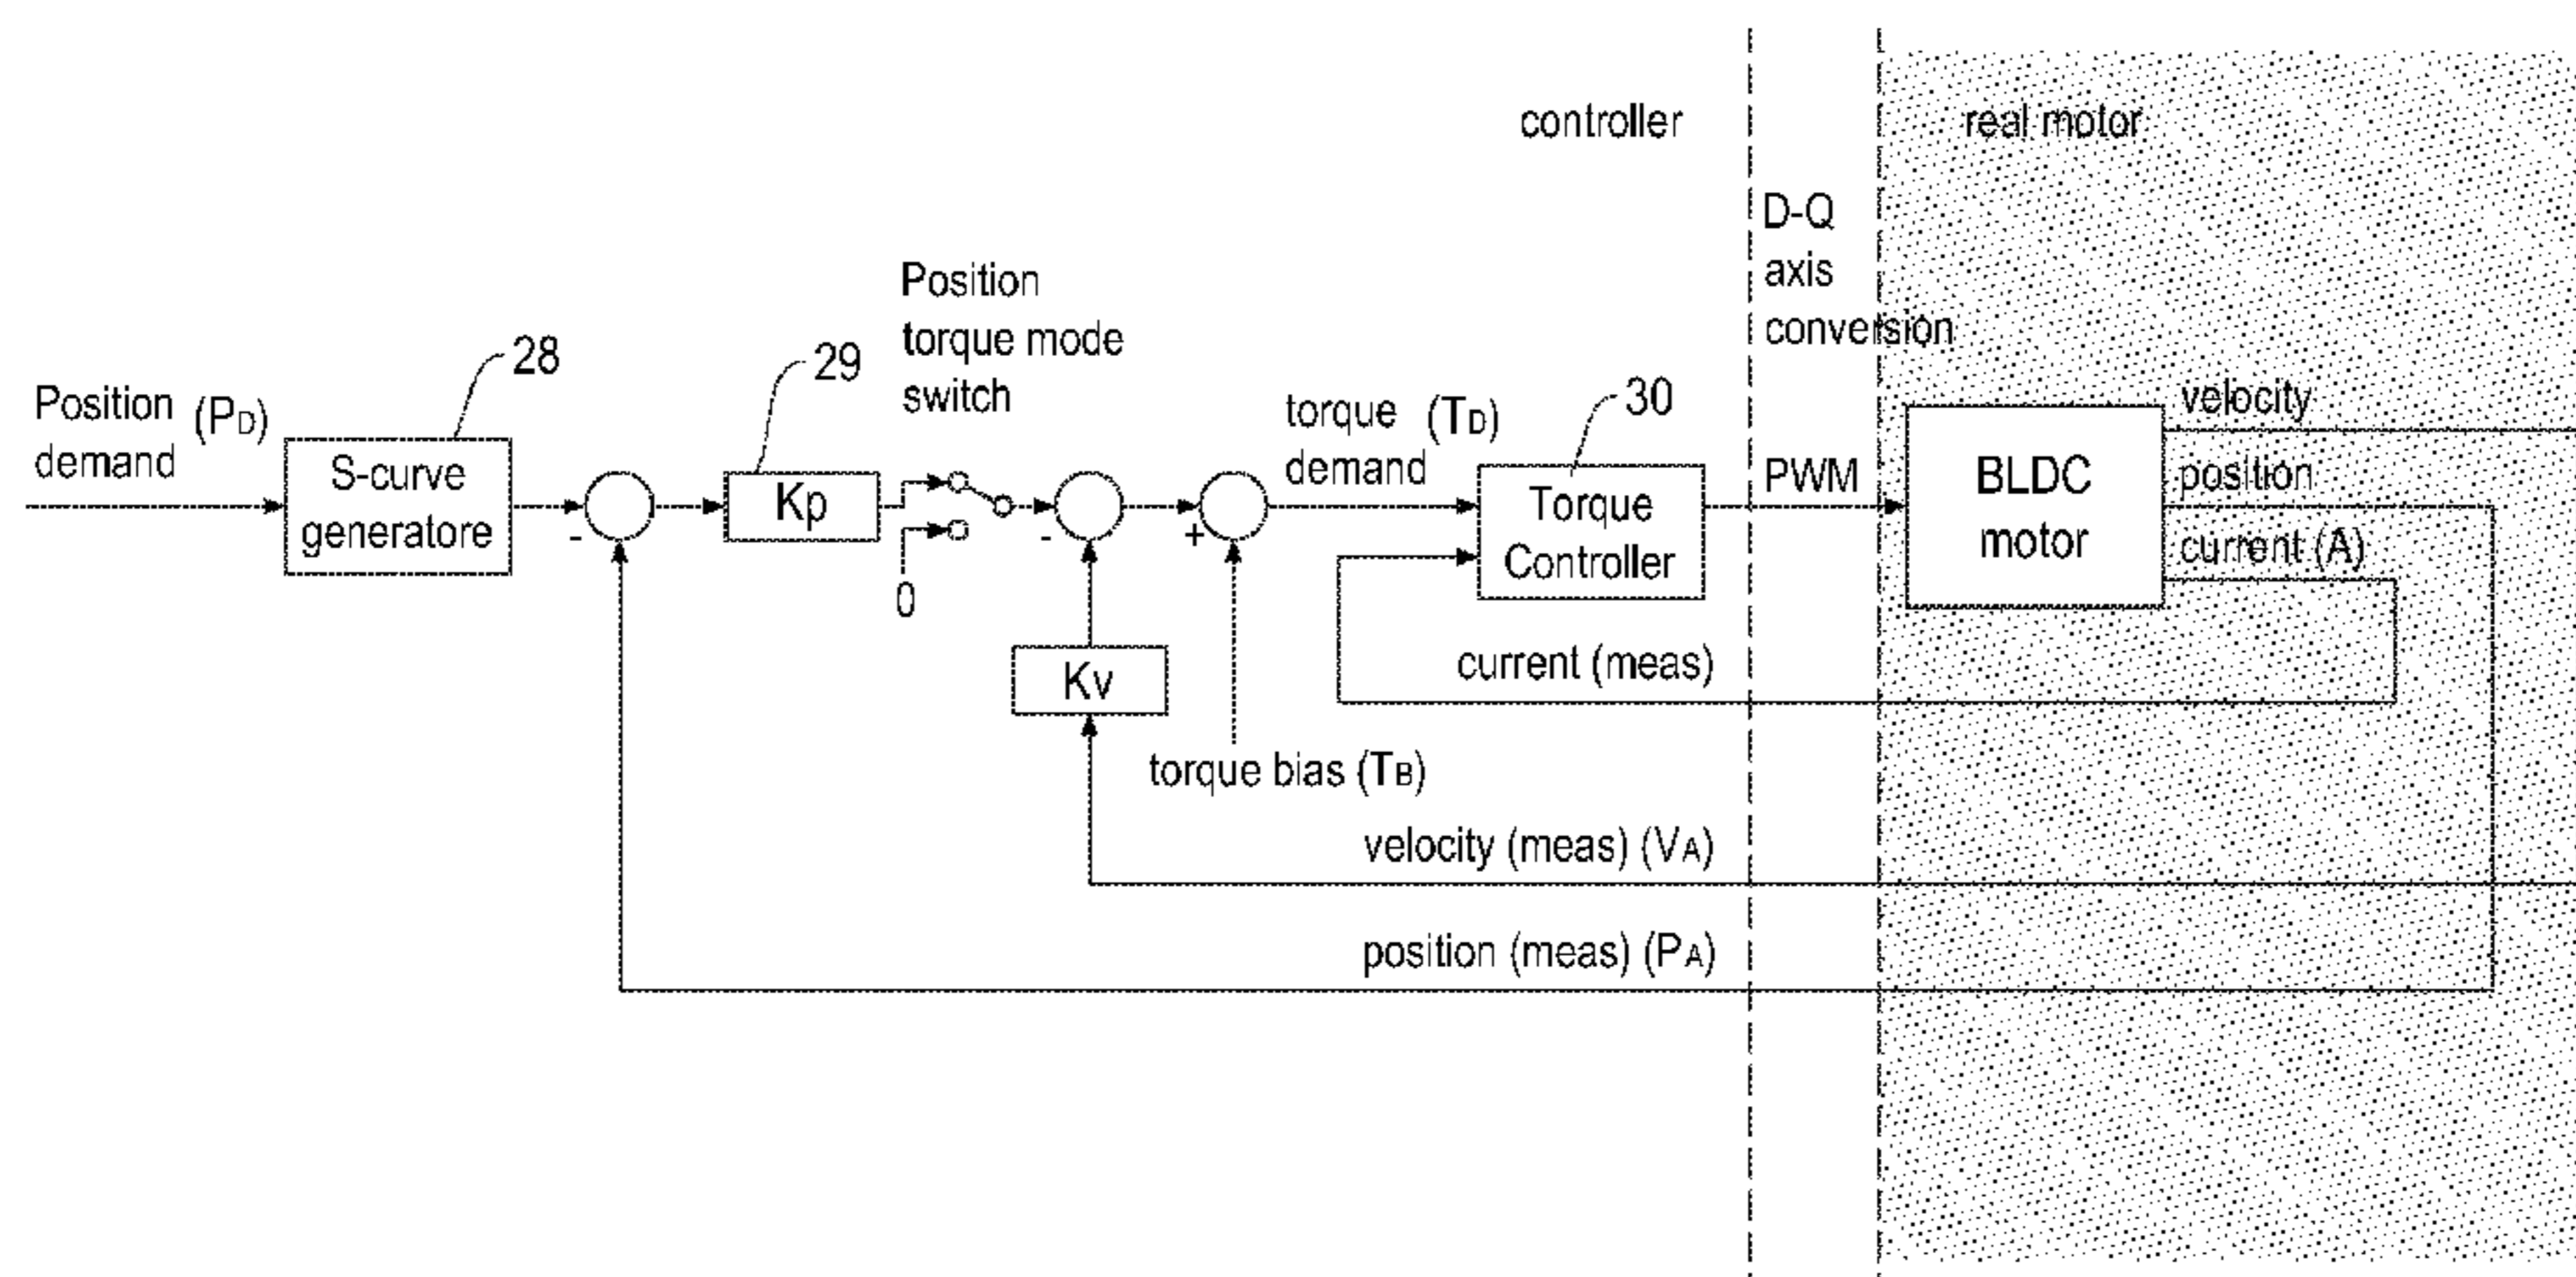 controller
real motor
D-Q
axis
conversion
Position
torque mode
switch
28
29
30
Position
demand
(PD)
S-curve
generatore
-
Kp
0
-
+
torque
demand
(TD)
Torque
Controller
PWM
BLDC
motor
velocity
position
current (A)
current (meas)
Kv
torque bias (TB)
velocity (meas) (VA)
position (meas) (PA)